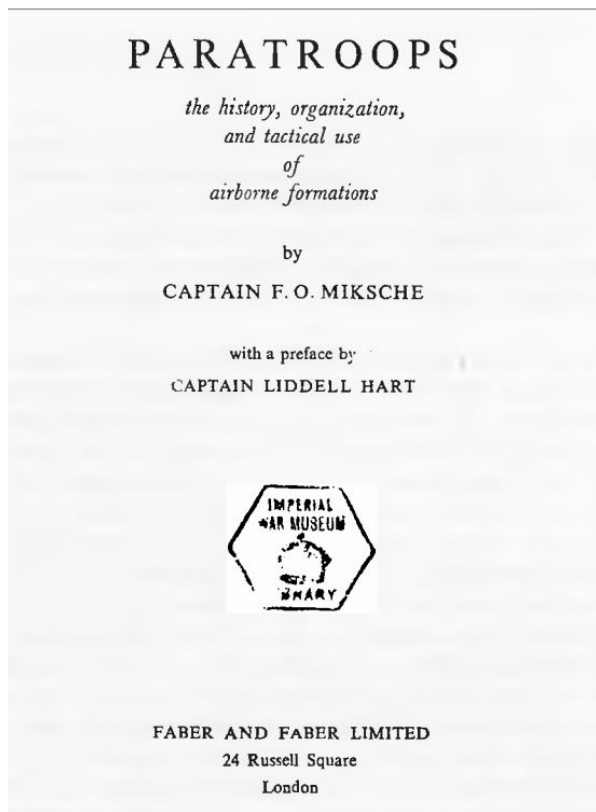 PARATROOPS
the history, organization,
and tactical use
of
airborne formations
by
CAPTAIN F. O. MIKSCHE
with a preface by
CAPTAIN LIDDELL HART
IMPERIAL
WAR MUSEUM
LIBRARY
FABER AND FABER LIMITED
24 Russell Square
London